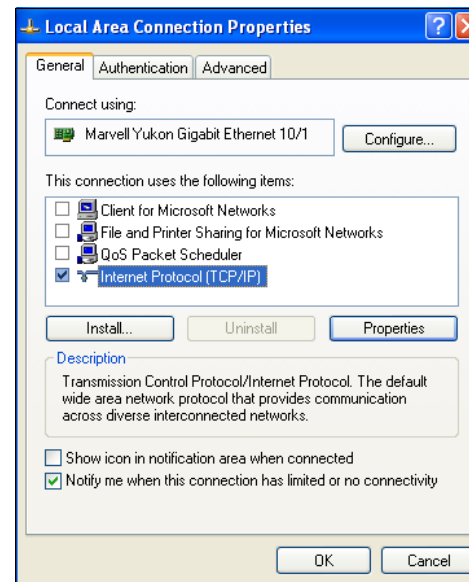 Local Area Connection Properties
General Authentication Advanced
Connect using:
Marvell Yukon Gigabit Ethernet 10/1
Configure...
This connection uses the following items:
Client for Microsoft Networks
File and Printer Sharing for Microsoft Networks
QoS Packet Scheduler
Internet Protocol (TCP/IP)
Install... Uninstall Properties
Description
Transmission Control Protocol/Internet Protocol. The default
wide area network protocol that provides communication
across diverse interconnected networks.
Show icon in notification area when connected
Notify me when this connection has limited or no connectivity
OK Cancel